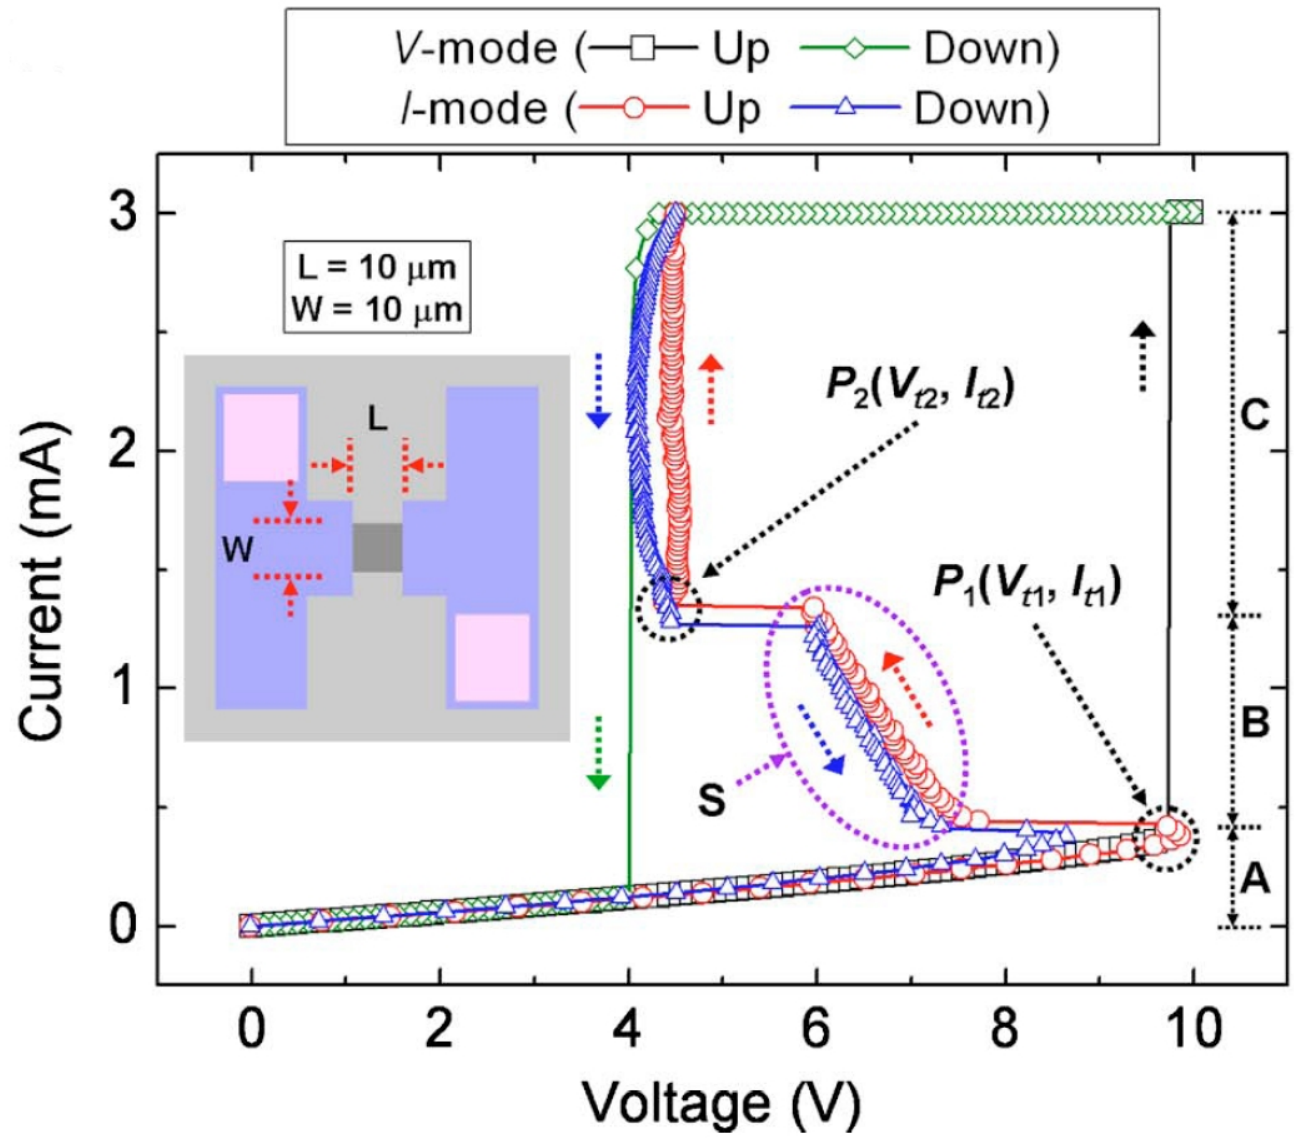 V-mode ( Up Down)
I-mode ( Up Down)
L = 10 μm
W = 10 μm
L
W
P2(Vt2, It2)
P1(Vt1, It1)
S
C
B
A
3
2
1
0
Current (mA)
0 2 4 6 8 10
Voltage (V)